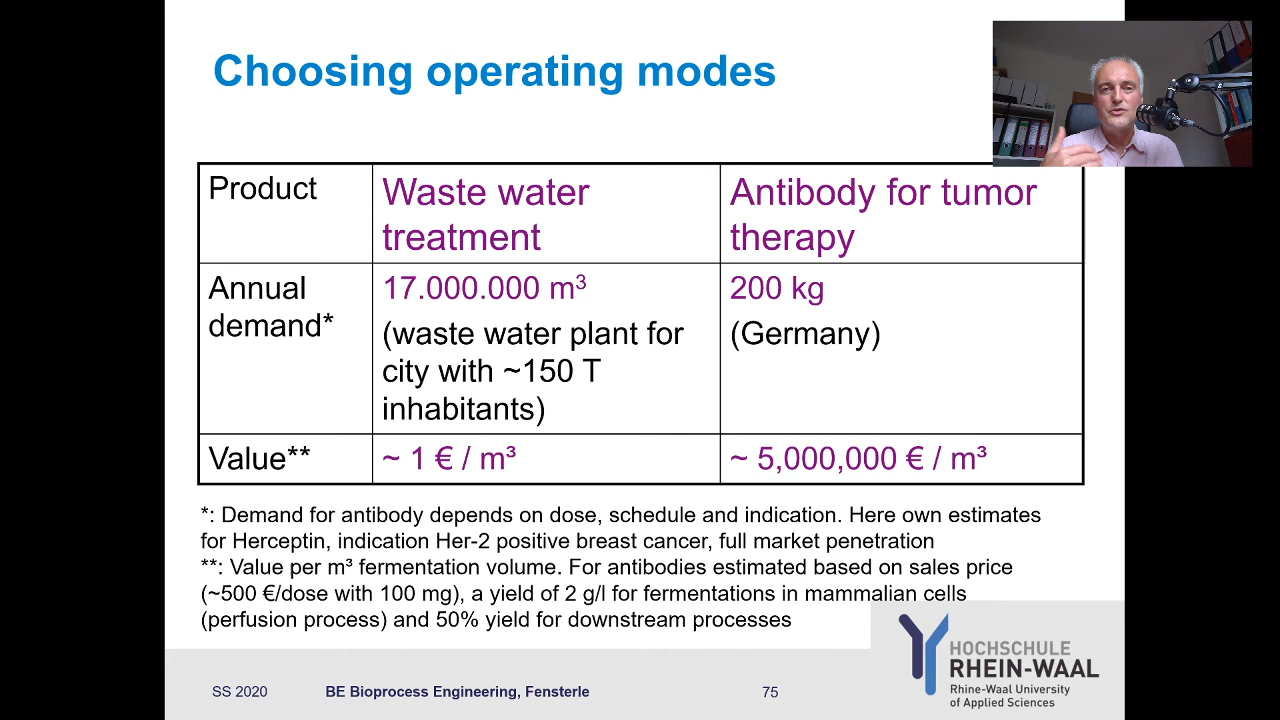 Choosing operating modes
Product
Waste water
treatment
Antibody for tumor
therapy
Annual
demand*
17.000.000 m³
(waste water plant for
city with ~150 T
inhabitants)
200 kg
(Germany)
Value**
~ 1 € / m³
~ 5,000,000 € / m³
*: Demand for antibody depends on dose, schedule and indication. Here own estimates
for Herceptin, indication Her-2 positive breast cancer, full market penetration
**: Value per m³ fermentation volume. For antibodies estimated based on sales price
(~500 €/dose with 100 mg), a yield of 2 g/l for fermentations in mammalian cells
(perfusion process) and 50% yield for downstream processes
HOCHSCHULE
RHEIN-WAAL
Rhine-Waal University
of Applied Sciences
SS 2020
BE Bioprocess Engineering, Fensterle
75